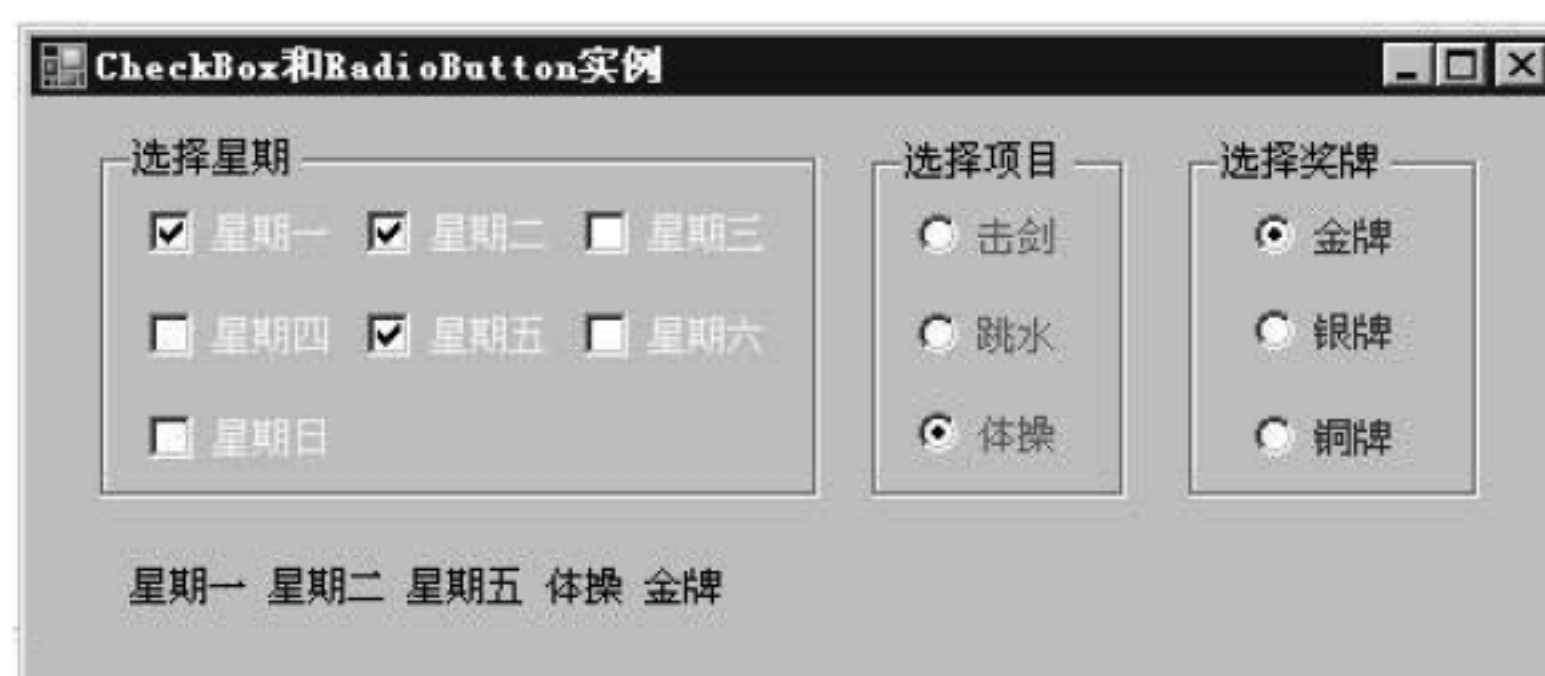 CheckBox和RadioButton实例
选择星期 选择项目 选择奖牌
星期一 星期二 星期三 击剑 金牌
星期四 星期五 星期六 跳水 银牌
星期日 体操 铜牌
星期一 星期二 星期五 体操 金牌